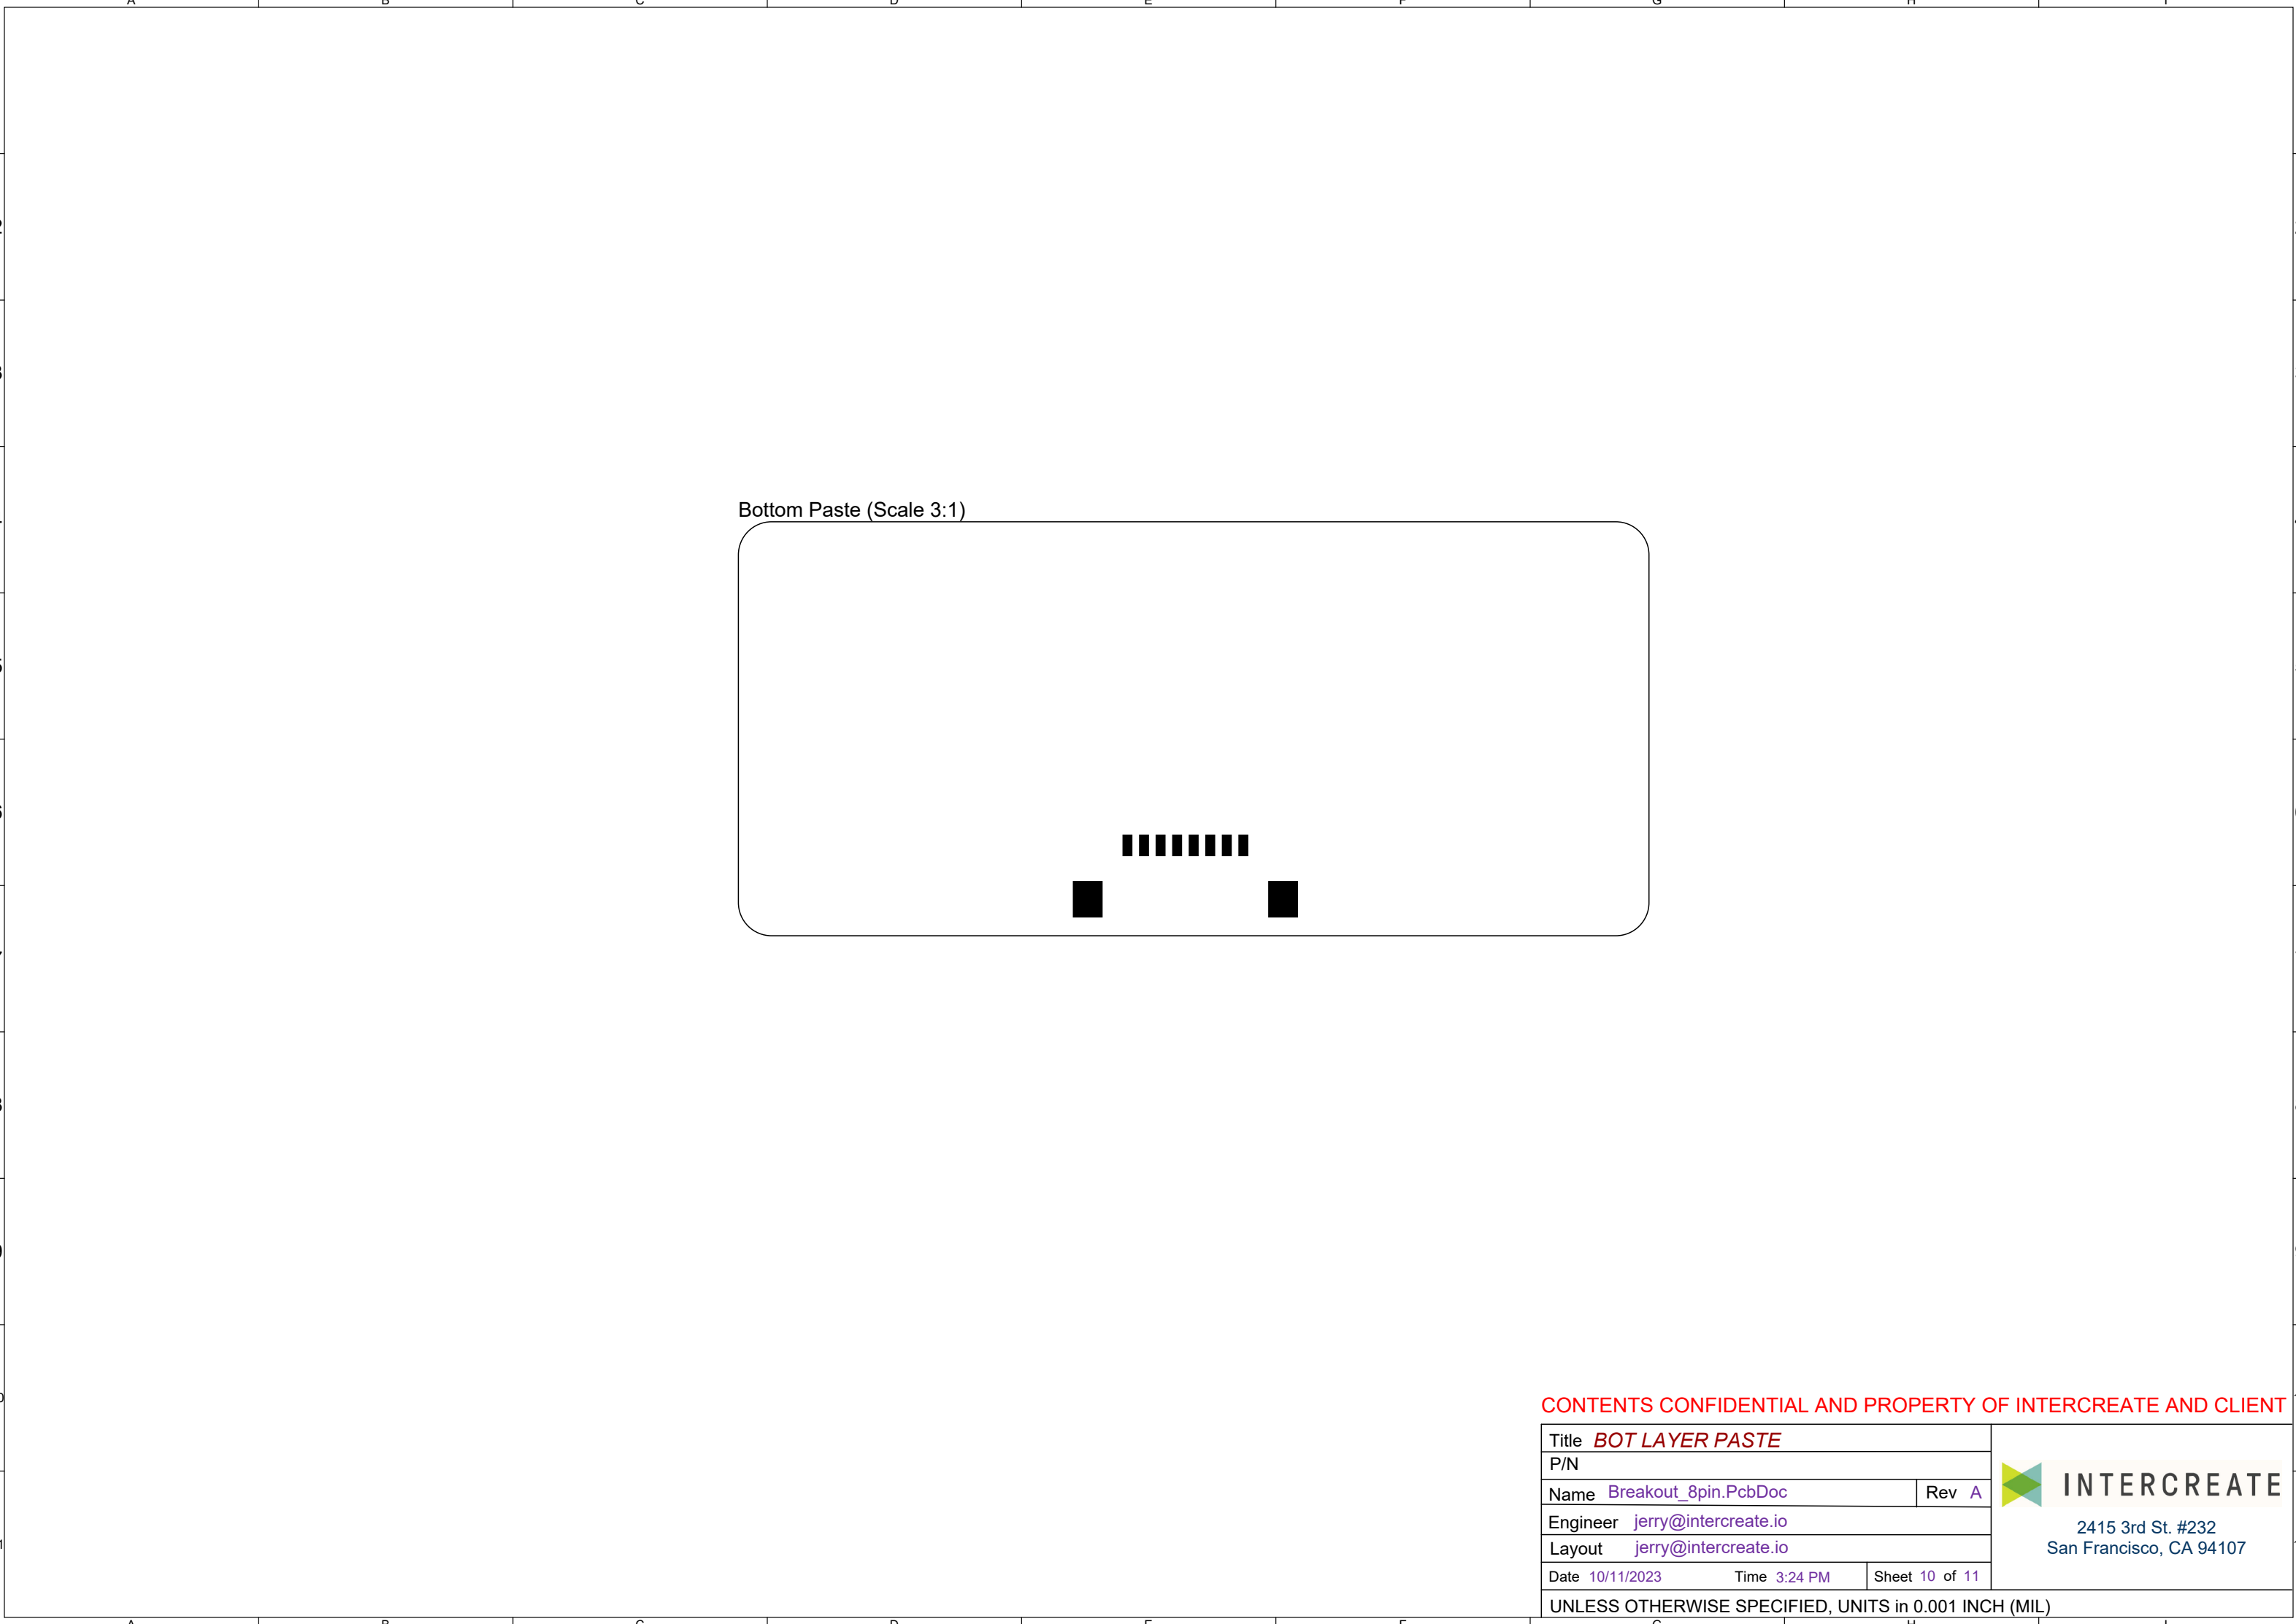 A B C D E F G H I
Bottom Paste (Scale 3:1)
CONTENTS CONFIDENTIAL AND PROPERTY OF INTERCREATE AND CLIENT
Title BOT LAYER PASTE
P/N
Name Breakout_8pin.PcbDoc Rev A
Engineer jerry@intercreate.io
Layout jerry@intercreate.io
Date 10/11/2023 Time 3:24 PM Sheet 10 of 11
INTERCREATE
2415 3rd St. #232
San Francisco, CA 94107
UNLESS OTHERWISE SPECIFIED, UNITS in 0.001 INCH (MIL)